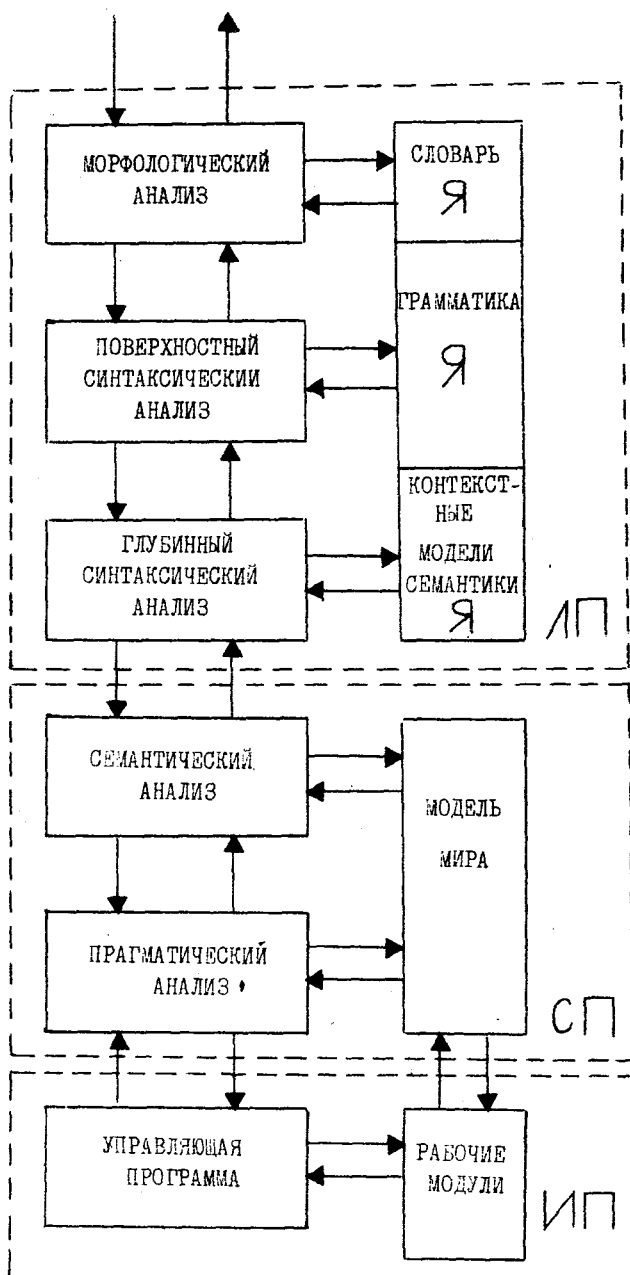 МОРФОЛОГИЧЕСКИЙ
АНАЛИЗ
СЛОВАРЬ
Я
ГРАММАТИКА
Я
ПОВЕРХНОСТНЫЙ
СИНТАКСИЧЕСКИЙ
АНАЛИЗ
КОНТЕКСТ-
НЫЕ
МОДЕЛИ
СЕМАНТИКИ
Я
ГЛУБИННЫЙ
СИНТАКСИЧЕСКИЙ
АНАЛИЗ
ЛП
СЕМАНТИЧЕСКИЙ
АНАЛИЗ
МОДЕЛЬ
МИРА
ПРАГМАТИЧЕСКИЙ
АНАЛИЗ
СП
УПРАВЛЯЮЩАЯ
ПРОГРАММА
РАБОЧИЕ
МОДУЛИ
ИП